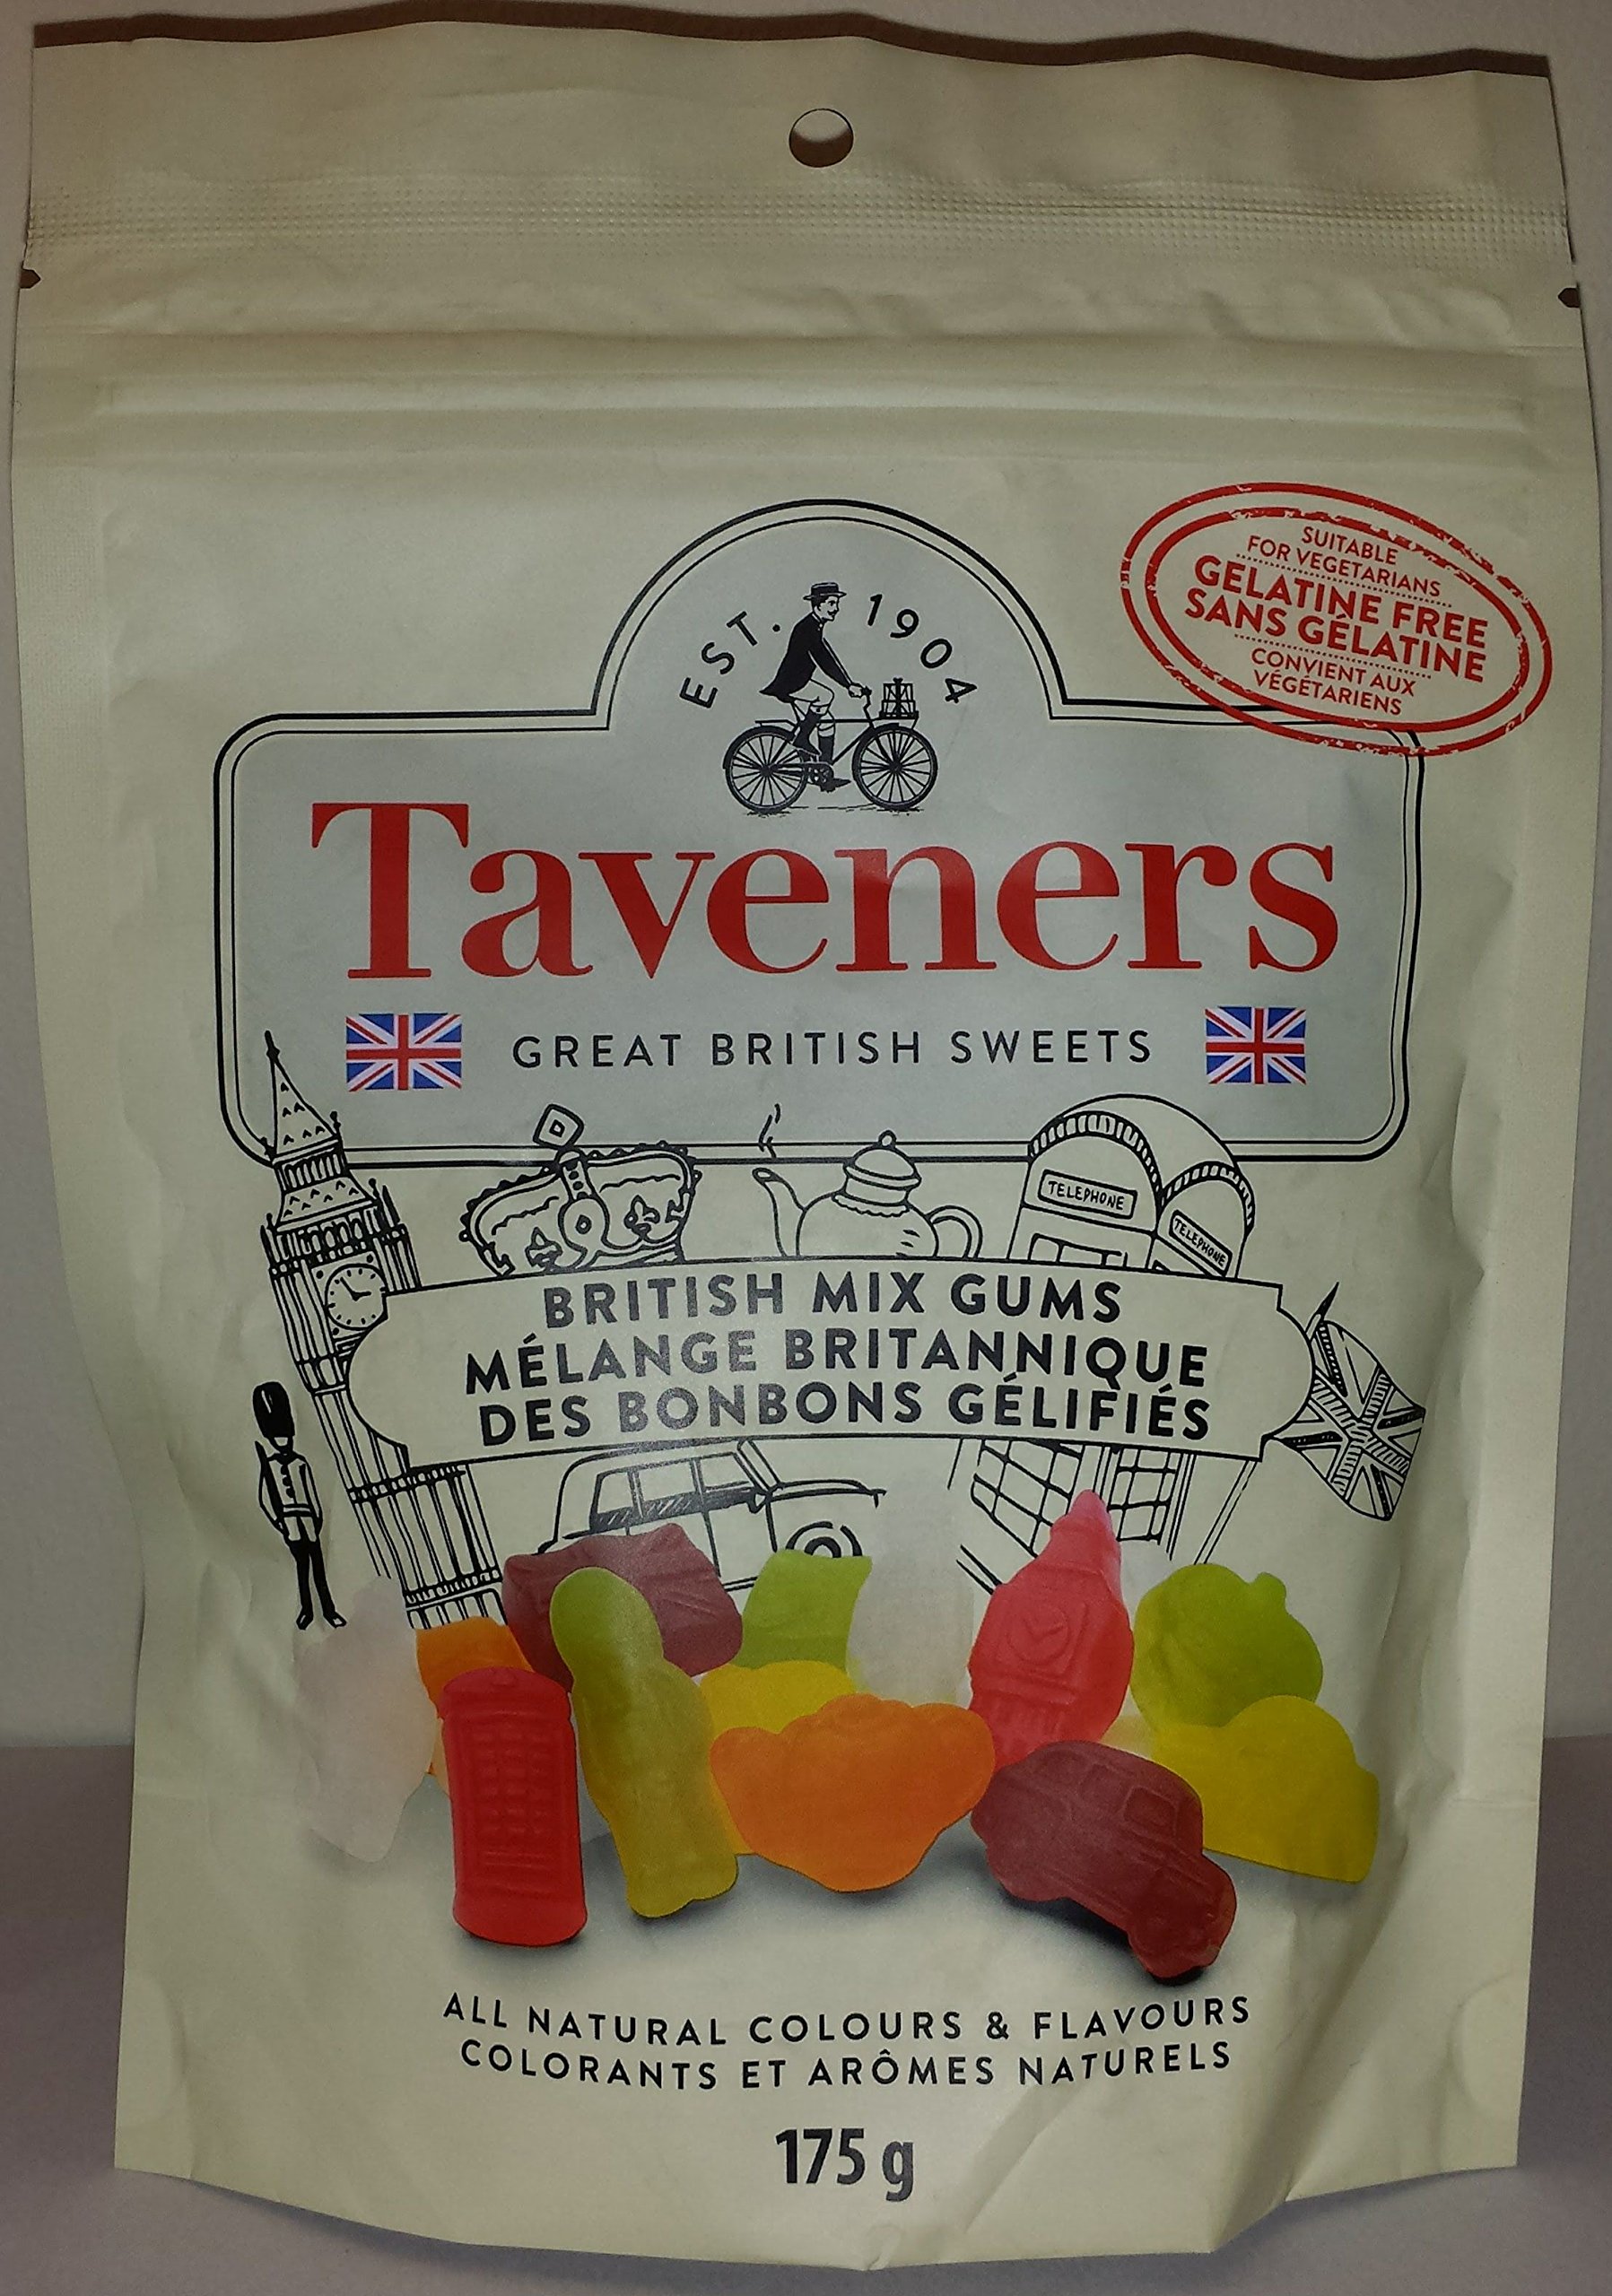 SUITABLE
FOR VEGETARIANS
GELATINE FREE
SANS GÉLATINE
CONVIENT AUX
VÉGÉTARIENS
EST. 1904
Taveners
GREAT BRITISH SWEETS
TELEPHONE
TELEPHONE
BRITISH MIX GUMS
MÉLANGE BRITANNIQUE
DES BONBONS GÉLIFIÉS
ALL NATURAL COLOURS & FLAVOURS
COLORANTS ET ARÔMES NATURELS
175 g